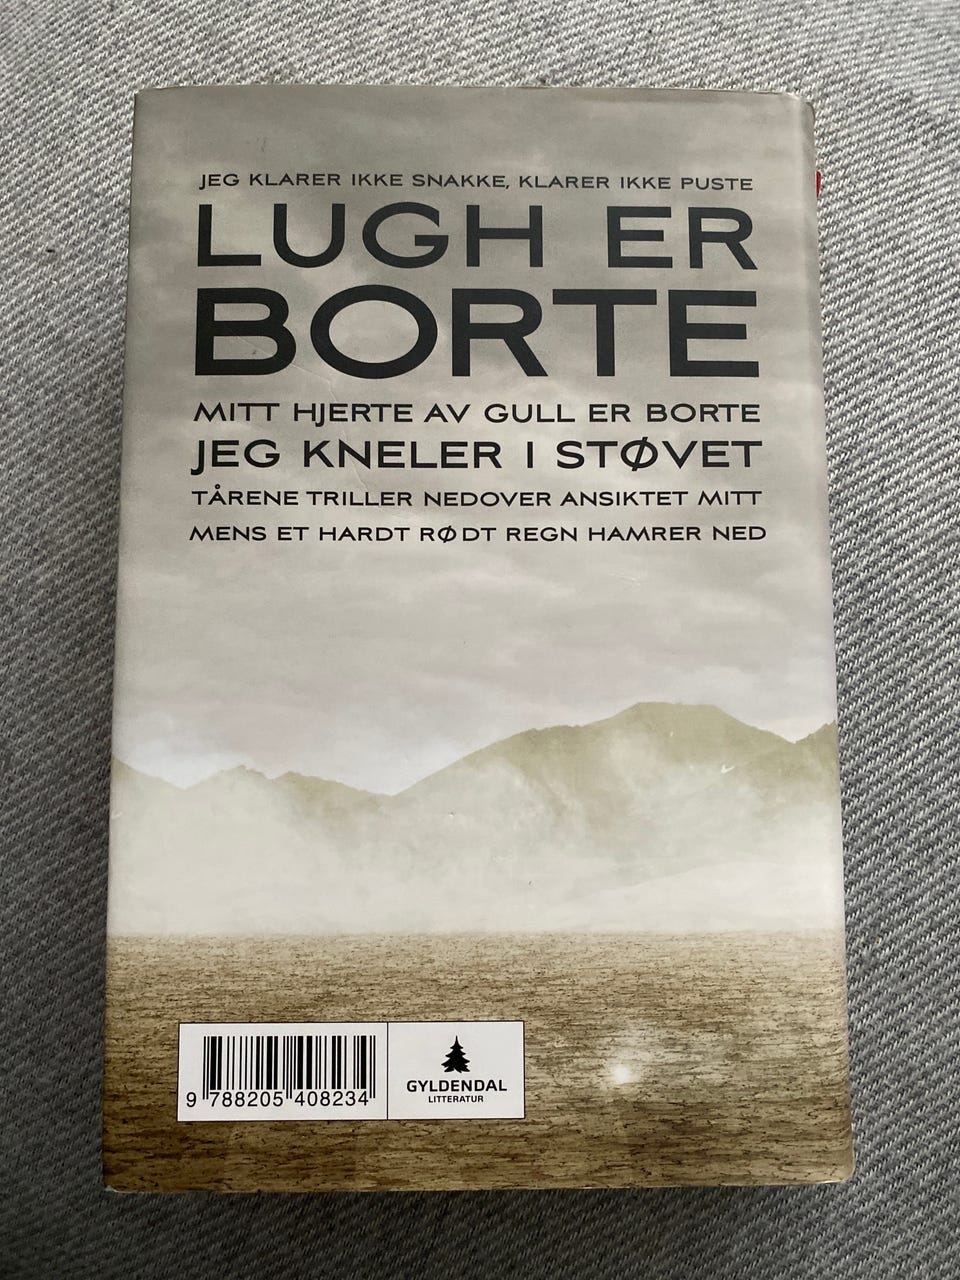 JEG KLARER IKKE SNAKKE, KLARER IKKE PUSTE
LUGH ER
BORTE
MITT HJERTE AV GULL ER BORTE
JEG KNELER I STØVET
TÅRENE TRILLER NEDOVER ANSIKTET MITT
MENS ET HARDT RØDT REGN HAMRER NED
9 788205 408234
GYLDENDAL
LITTERATUR